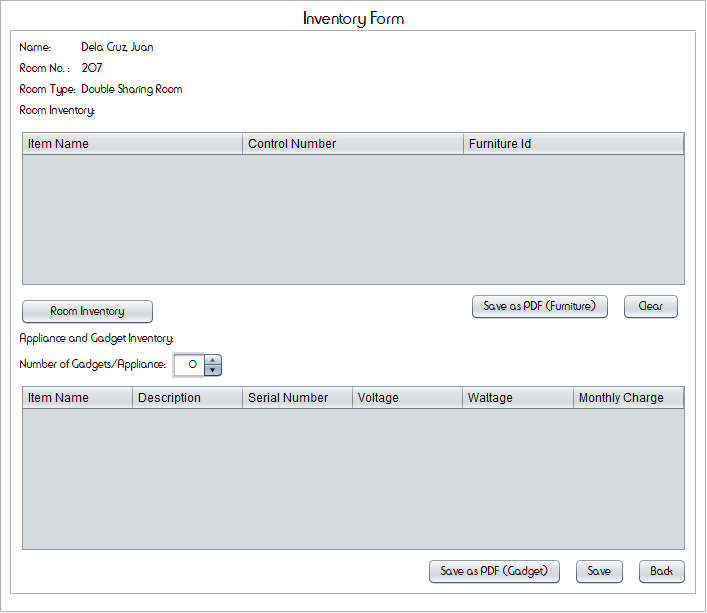 Inventory Form
Name: Dela Cruz, Juan
Room No. : 207
Room Type: Double Sharing Room
Room Inventory:
Item Name Control Number Furniture Id
Room Inventory Save as PDF (Furniture) Clear
Appliance and Gadget Inventory:
Number of Gadgets/Appliance: 0
Item Name Description Serial Number Voltage Wattage Monthly Charge
Save as PDF (Gadget) Save Back